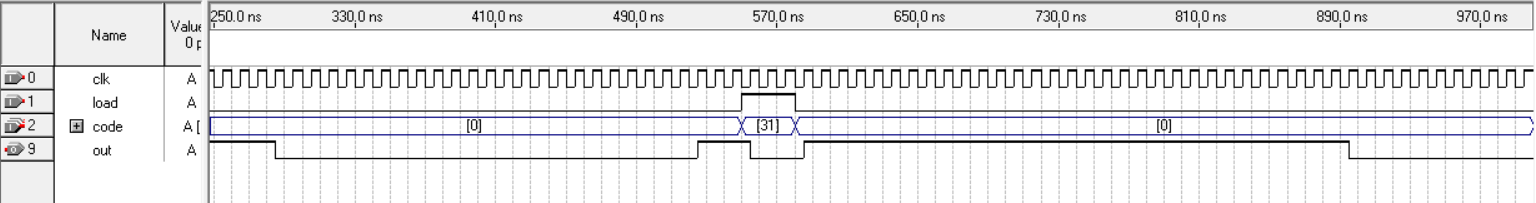 Name Value 250.0 ns 330.0 ns 410.0 ns 490.0 ns 570.0 ns 650.0 ns 730.0 ns 810.0 ns 890.0 ns 970.0 ns
0 p
0 clk A
1 load A
2 code A [ [0] [31] [0]
9 out A